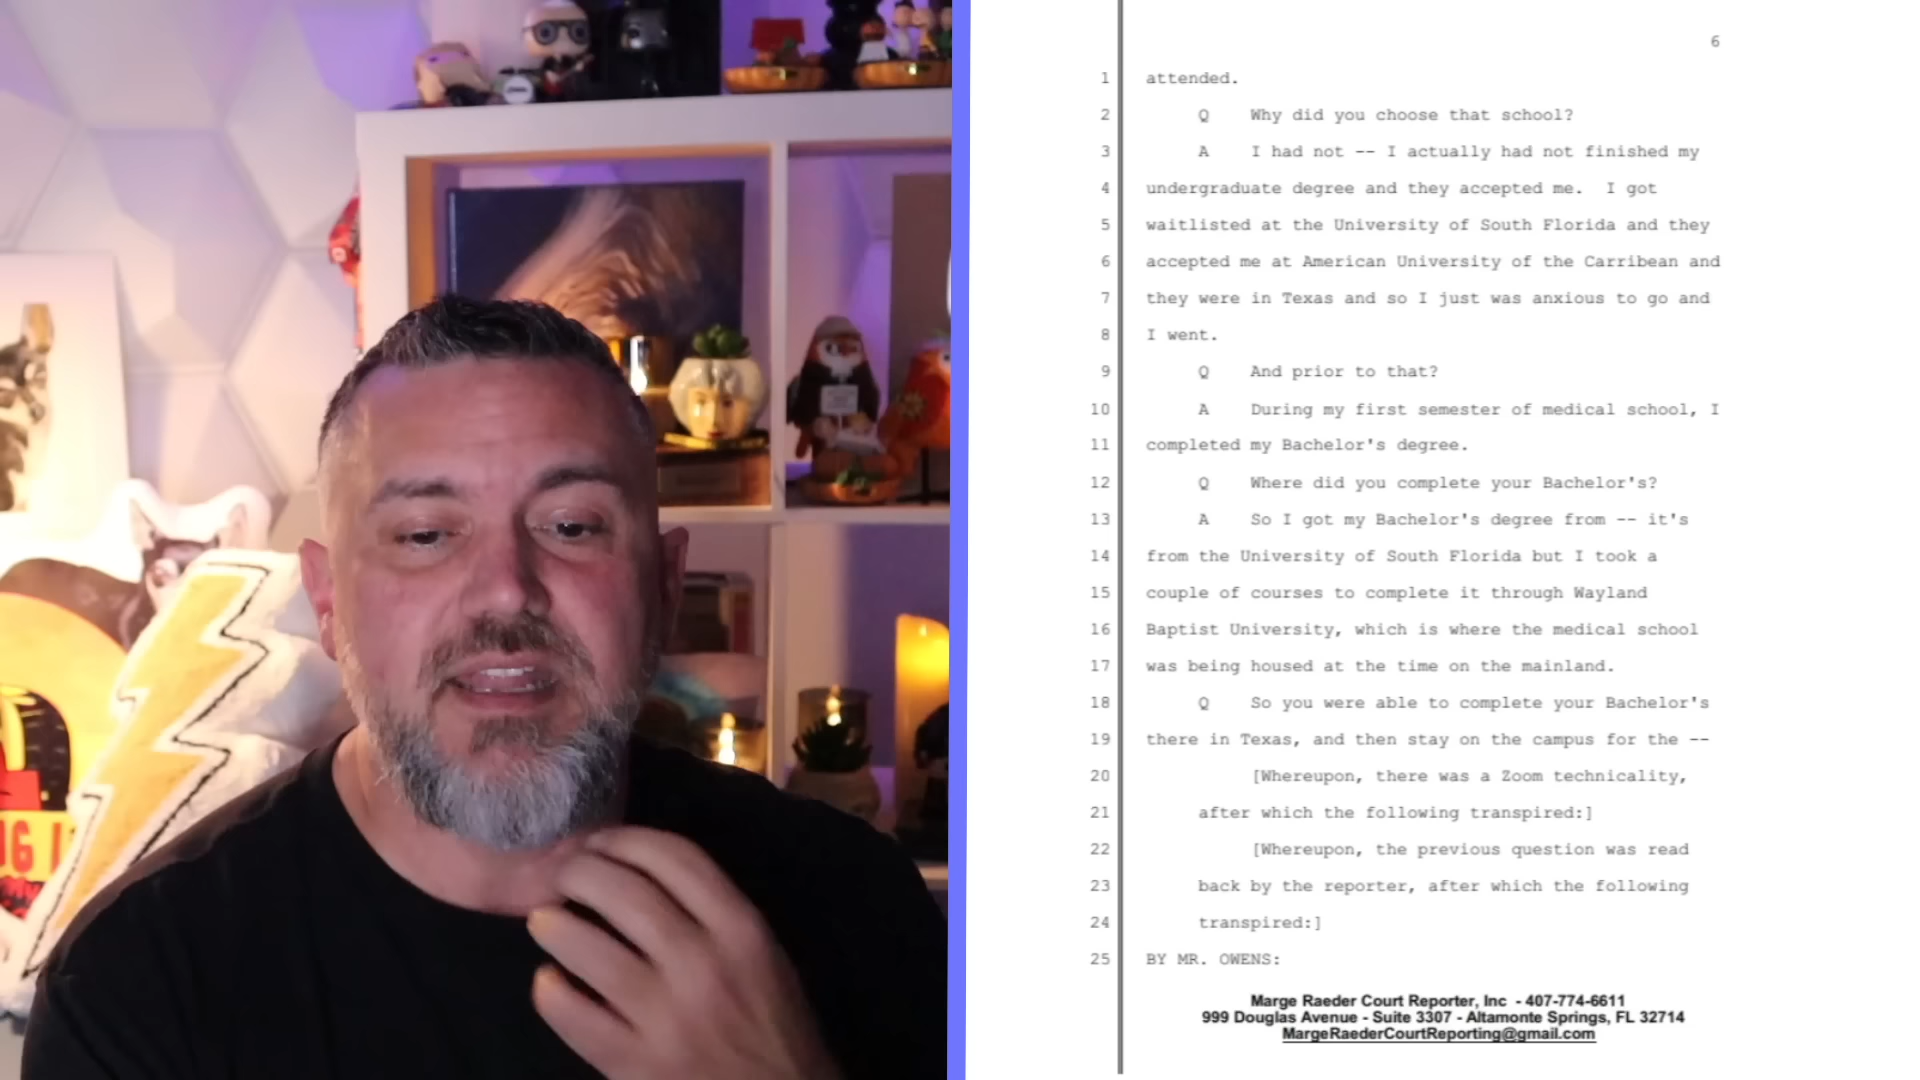 6
1 attended.
2 Q Why did you choose that school?
3 A I had not -- I actually had not finished my
4 undergraduate degree and they accepted me. I got
5 waitlisted at the University of South Florida and they
6 accepted me at American University of the Carribean and
7 they were in Texas and so I just was anxious to go and
8 I went.
9 Q And prior to that?
10 A During my first semester of medical school, I
11 completed my Bachelor's degree.
12 Q Where did you complete your Bachelor's?
13 A So I got my Bachelor's degree from -- it's
14 from the University of South Florida but I took a
15 couple of courses to complete it through Wayland
16 Baptist University, which is where the medical school
17 was being housed at the time on the mainland.
18 Q So you were able to complete your Bachelor's
19 there in Texas, and then stay on the campus for the --
20 [Whereupon, there was a Zoom technicality,
21 after which the following transpired:]
22 [Whereupon, the previous question was read
23 back by the reporter, after which the following
24 transpired:]
25 BY MR. OWENS:
Marge Raeder Court Reporter, Inc - 407-774-6611
999 Douglas Avenue - Suite 3307 - Altamonte Springs, FL 32714
MargeRaederCourtReporting@gmail.com